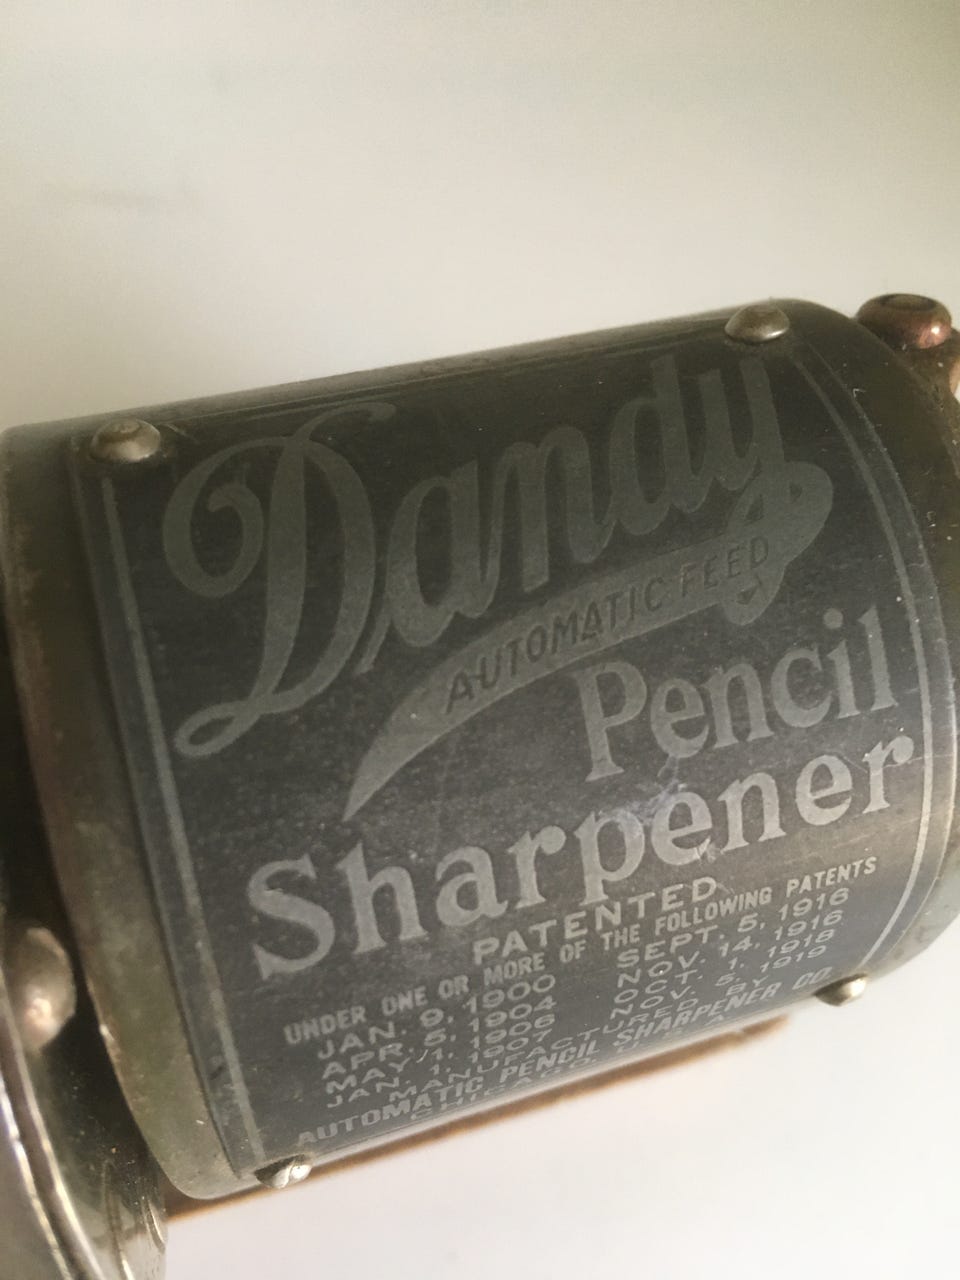 Dandy
AUTOMATIC FEED
Pencil
Sharpener
PATENTED
UNDER ONE OR MORE OF THE FOLLOWING PATENTS
JAN. 9, 1900 SEPT. 5, 1916
APR. 5, 1904 NOV. 14, 1916
MAY 1, 1906 OCT. 1, 1918
JAN. 1, 1907 NOV. 5, 1919
MANUFACTURED BY
AUTOMATIC PENCIL SHARPENER CO.
CHICAGO, U.S.A.